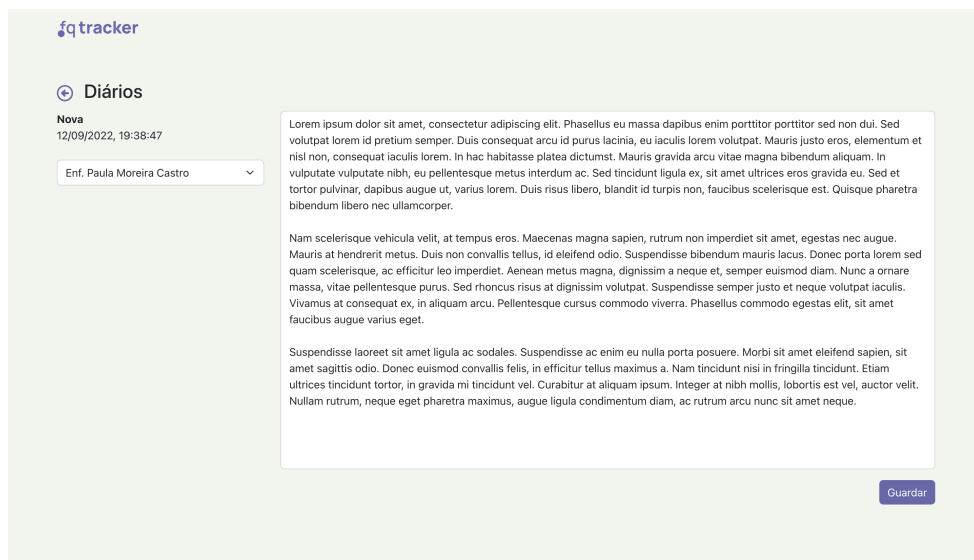 fq tracker
Diários
Nova
12/09/2022, 19:38:47
Enf. Paula Moreira Castro
Lorem ipsum dolor sit amet, consectetur adipiscing elit. Phasellus eu massa dapibus enim porttitor porttitor sed non dui. Sed
volutpat lorem id pretium semper. Duis consequat arcu id purus lacinia, eu iaculis lorem volutpat. Mauris justo eros, elementum et
nisl non, consequat iaculis lorem. In hac habitasse platea dictumst. Mauris gravida arcu vitae magna bibendum aliquam. In
vulputate vulputate nibh, eu pellentesque metus interdum ac. Sed tincidunt ligula ex, sit amet ultrices eros gravida eu. Sed et
tortor pulvinar, dapibus augue ut, varius lorem. Duis risus libero, blandit id turpis non, faucibus scelerisque est. Quisque pharetra
bibendum libero nec ullamcorper.
Nam scelerisque vehicula velit, at tempus eros. Maecenas magna sapien, rutrum non imperdiet sit amet, egestas nec augue.
Mauris at hendrerit metus. Duis non convallis tellus, id eleifend odio. Suspendisse bibendum mauris lacus. Donec porta lorem sed
quam scelerisque, ac efficitur leo imperdiet. Aenean metus magna, dignissim a neque et, semper euismod diam. Nunc a ornare
massa, vitae pellentesque purus. Sed rhoncus risus at dignissim volutpat. Suspendisse semper justo et neque volutpat iaculis.
Vivamus at consequat ex, in aliquam arcu. Pellentesque cursus commodo viverra. Phasellus commodo egestas elit, sit amet
faucibus augue varius eget.
Suspendisse laoreet sit amet ligula ac sodales. Suspendisse ac enim eu nulla porta posuere. Morbi sit amet eleifend sapien, sit
amet sagittis odio. Donec euismod convallis felis, in efficitur tellus maximus a. Nam tincidunt nisi in fringilla tincidunt. Etiam
ultrices tincidunt tortor, in gravida mi tincidunt vel. Curabitur at aliquam ipsum. Integer at nibh mollis, lobortis est vel, auctor velit.
Nullam rutrum, neque eget pharetra maximus, augue ligula condimentum diam, ac rutrum arcu nunc sit amet neque.
Guardar